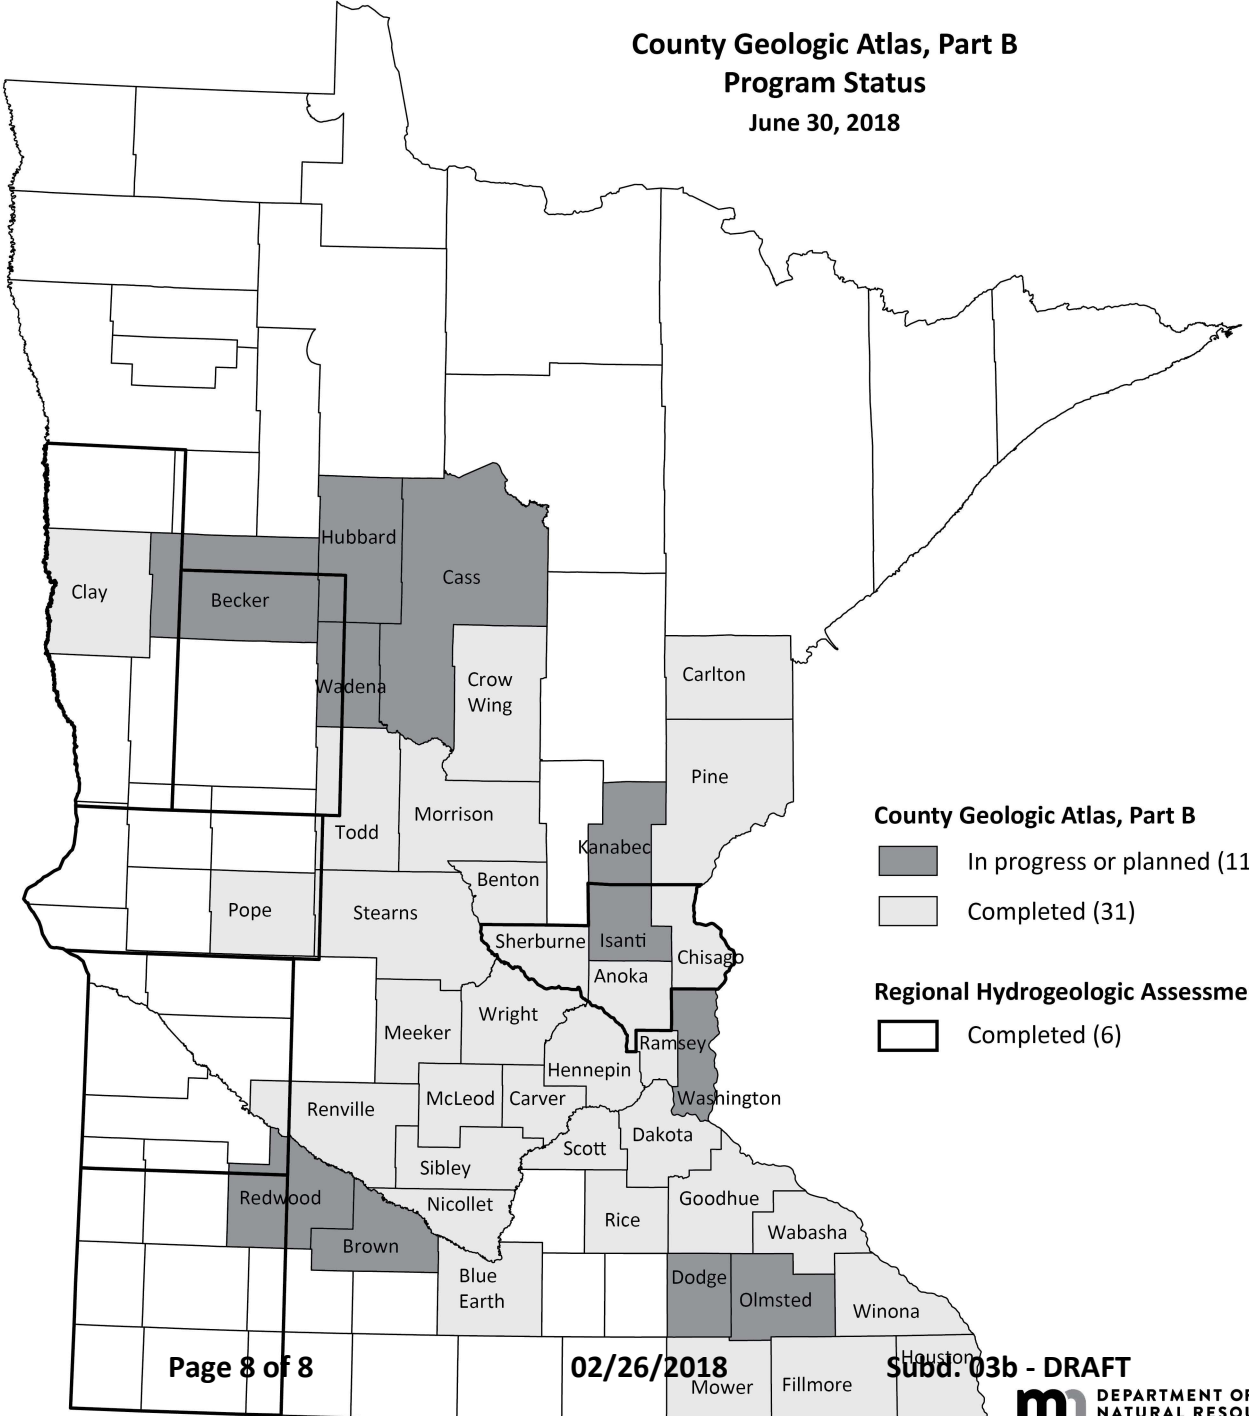 County Geologic Atlas, Part B
Program Status
June 30, 2018
Hubbard
Cass
Clay
Becker
Wadena
Crow
Wing
Carlton
Pine
Morrison
Todd
Kanabec
Benton
Pope
Stearns
Sherburne
Isanti
Chisago
Anoka
Wright
Meeker
Ramsey
Hennepin
McLeod
Carver
Washington
Renville
Dakota
Scott
Sibley
Redwood
Nicollet
Goodhue
Rice
Wabasha
Brown
Blue
Earth
Dodge
Olmsted
Winona
Houston
Mower
Fillmore
County Geologic Atlas, Part B
In progress or planned (11
Completed (31)
Regional Hydrogeologic Assessme
Completed (6)
Page 8 of 8
02/26/2018
Subd. 03b - DRAFT
DEPARTMENT OF
NATURAL RESOU